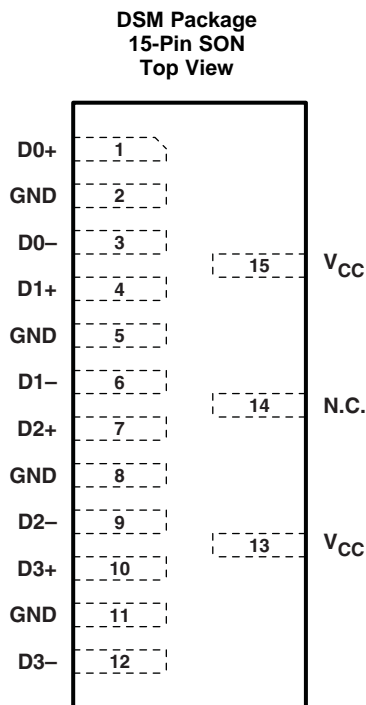 DSM Package
15-Pin SON
Top View
D0+ 1
GND 2
D0– 3
D1+ 4
GND 5
D1– 6
D2+ 7
GND 8
D2– 9
D3+ 10
GND 11
D3– 12
15 VCC
14 N.C.
13 VCC